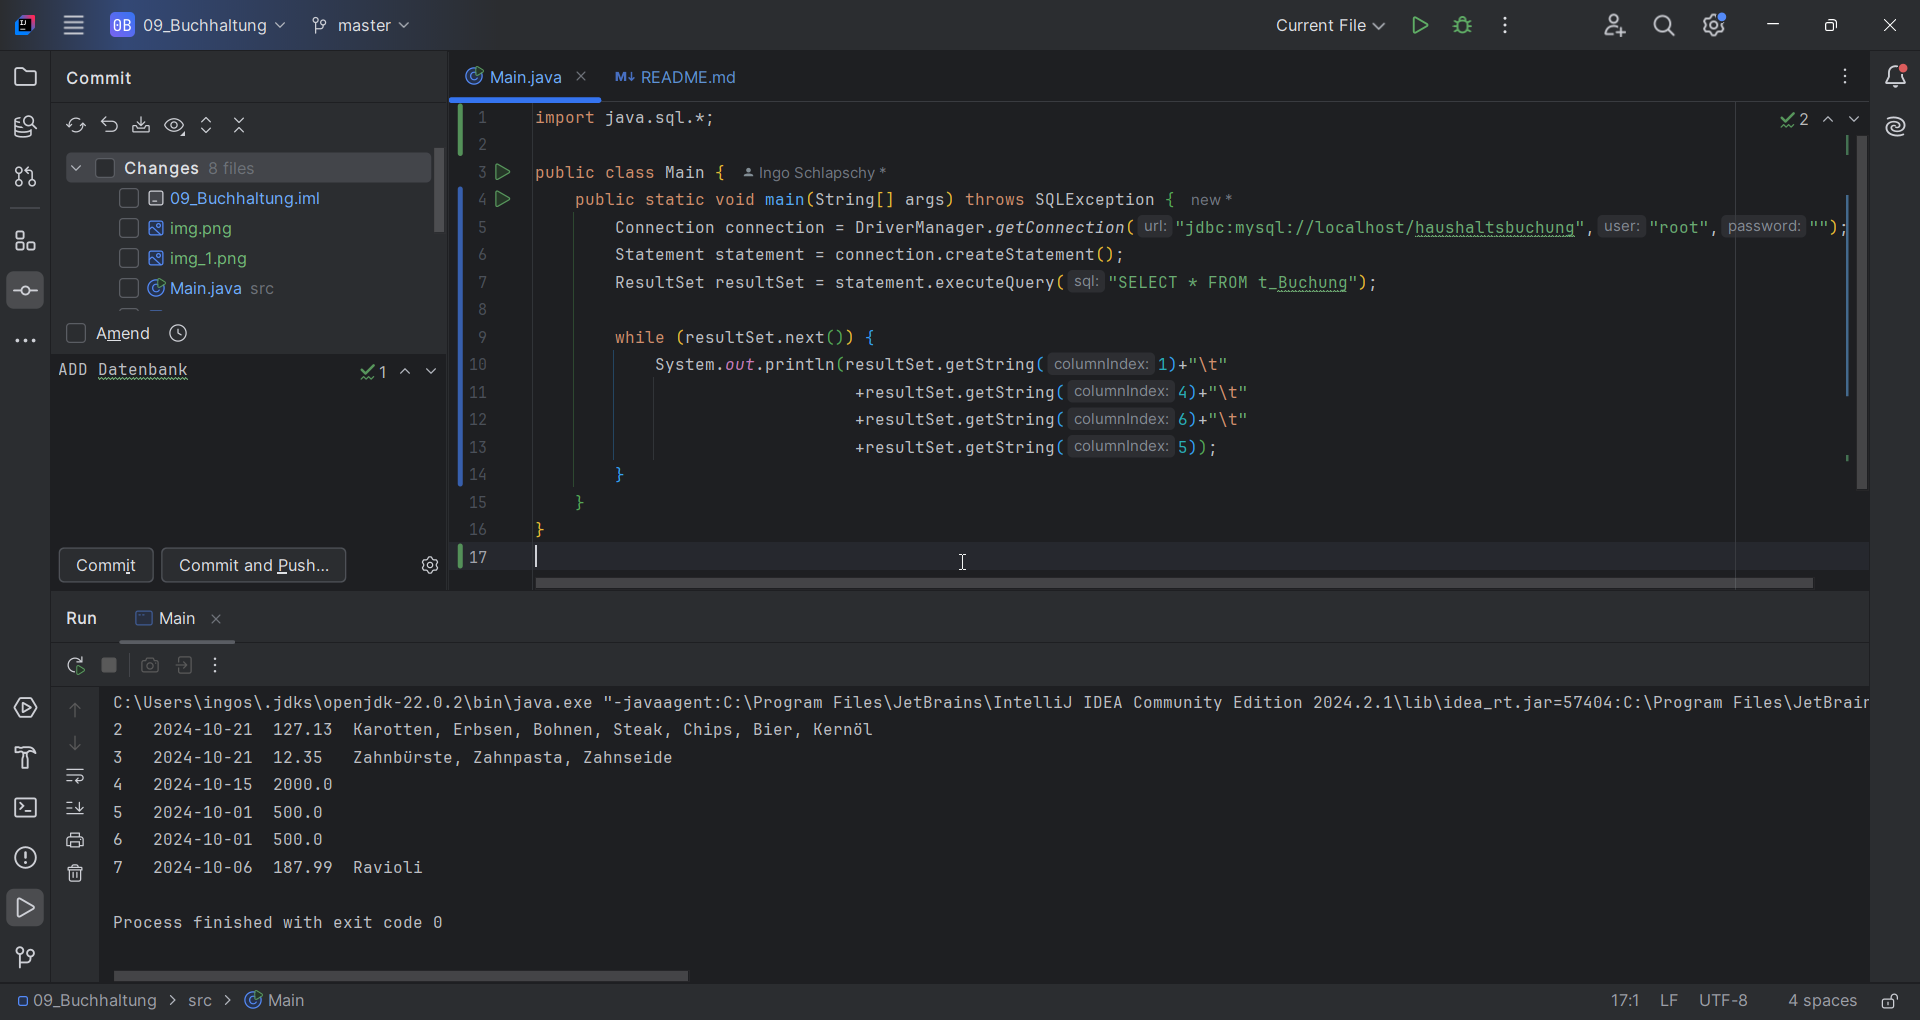 0B 09_Buchhaltung master Current File
Commit
Main.java M↓ README.md
Changes 8 files
09_Buchhaltung.iml
img.png
img_1.png
Main.java src
Amend
ADD Datenbank 1
Commit Commit and Push...
2
1 import java.sql.*;
2
3 public class Main { Ingo Schlapschy *
4 public static void main(String[] args) throws SQLException { new *
5 Connection connection = DriverManager.getConnection( url: "jdbc:mysql://localhost/haushaltsbuchung", user: "root", password: "");
6 Statement statement = connection.createStatement();
7 ResultSet resultSet = statement.executeQuery( sql: "SELECT * FROM t_Buchung");
8
9 while (resultSet.next()) {
10 System.out.println(resultSet.getString( columnIndex: 1)+"\t"
11 +resultSet.getString( columnIndex: 4)+"\t"
12 +resultSet.getString( columnIndex: 6)+"\t"
13 +resultSet.getString( columnIndex: 5));
14 }
15 }
16 }
17
Run Main
C:\Users\ingos\.jdks\openjdk-22.0.2\bin\java.exe "-javaagent:C:\Program Files\JetBrains\IntelliJ IDEA Community Edition 2024.2.1\lib\idea_rt.jar=57404:C:\Program Files\JetBrain
2 2024-10-21 127.13 Karotten, Erbsen, Bohnen, Steak, Chips, Bier, Kernöl
3 2024-10-21 12.35 Zahnbürste, Zahnpasta, Zahnseide
4 2024-10-15 2000.0
5 2024-10-01 500.0
6 2024-10-01 500.0
7 2024-10-06 187.99 Ravioli
Process finished with exit code 0
09_Buchhaltung > src > Main 17:1 LF UTF-8 4 spaces